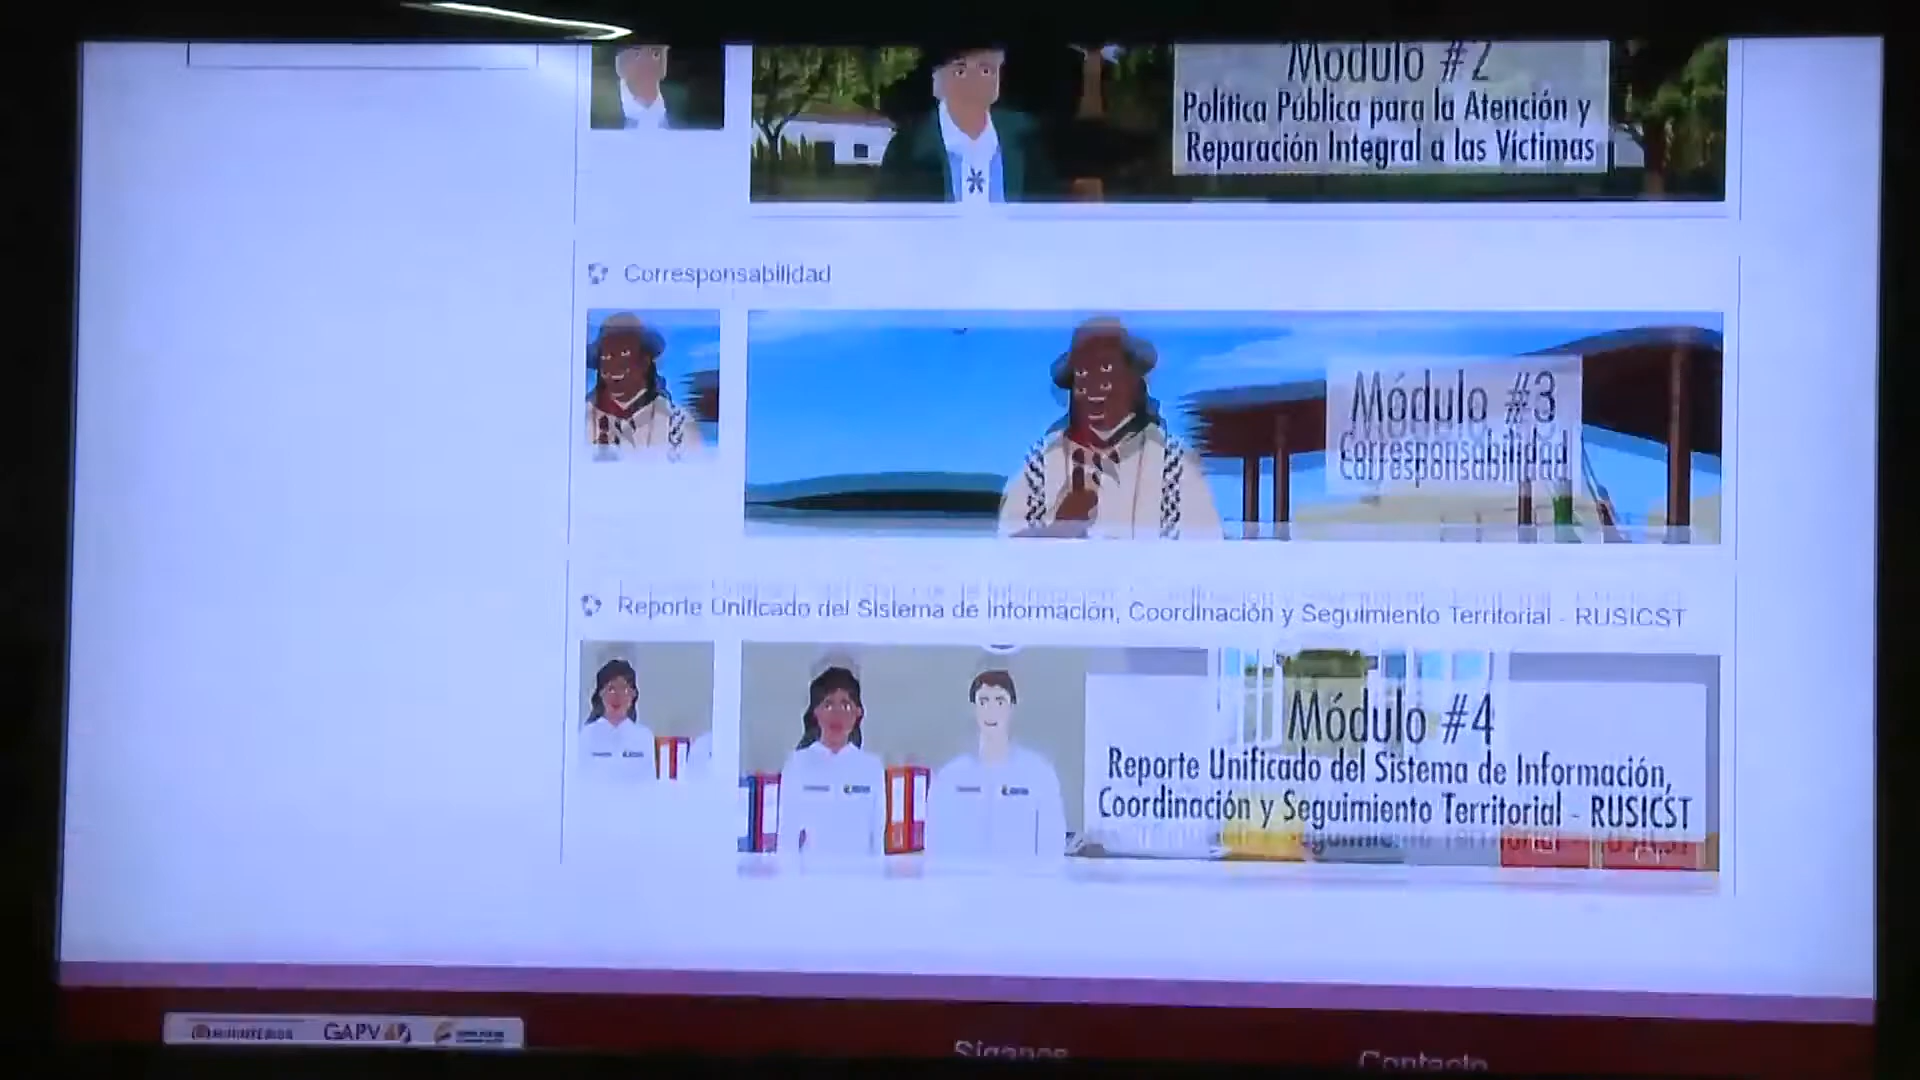 Módulo #2
Política Pública para la Atención y
Reparación Integral a las Víctimas
Corresponsabilidad
Módulo #3
Corresponsabilidad
Reporte Unificado del Sistema de Información, Coordinación y Seguimiento Territorial - RUSICST
Módulo #4
Reporte Unificado del Sistema de Información,
Coordinación y Seguimiento Territorial - RUSICST
GAPV
Síganos
Contacto